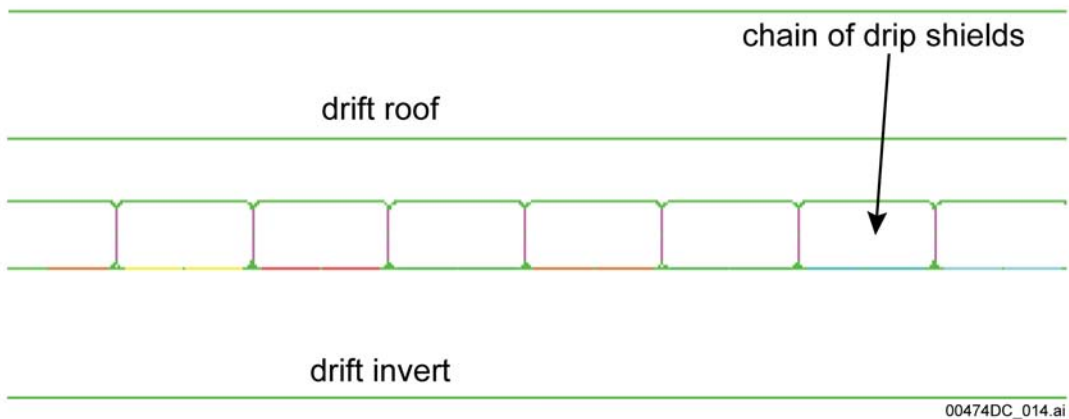 chain of drip shields
drift roof
drift invert
00474DC_014.ai